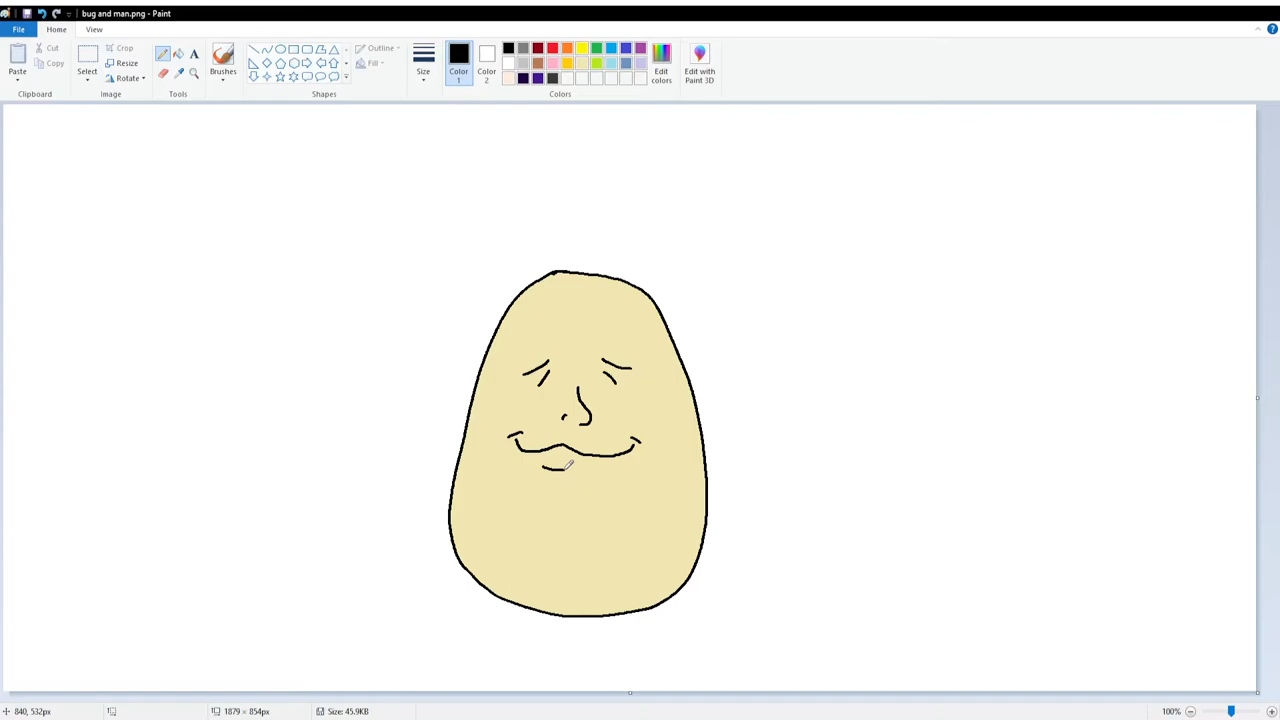 bug and man.png - Paint
File Home View
Paste
Cut
Copy
Clipboard
Select
Crop
Resize
Rotate
Image
A
Tools
Brushes
Outline
Fill
Shapes
Size
Color 1
Color 2
Edit colors
Colors
Edit with Paint 3D
840, 532px
1879 × 854px
Size: 45.9KB
100%